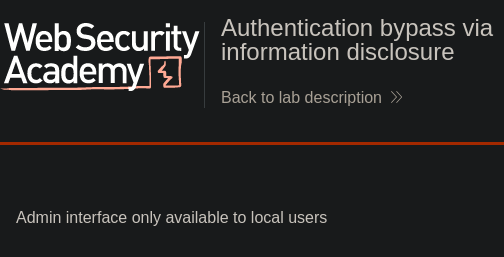 Web Security
Academy
Authentication bypass via
information disclosure
Back to lab description
Admin interface only available to local users